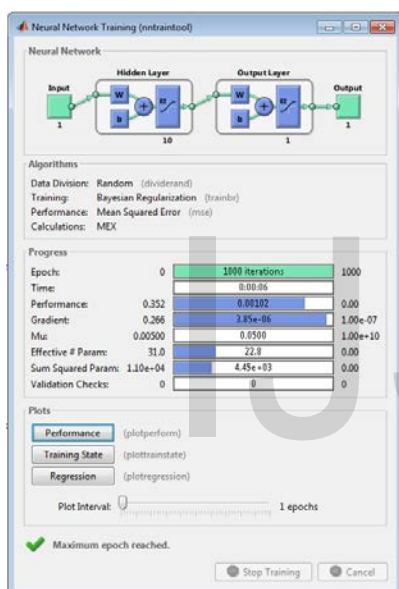 Neural Network Training (nntraintool)
Neural Network
Hidden Layer Output Layer
Input Output
W
b
+
W
b
+
1 10 1 1
Algorithms
Data Division: Random (dividerand)
Training: Bayesian Regularization (trainbr)
Performance: Mean Squared Error (mse)
Calculations: MEX
Progress
Epoch: 0 1000 iterations 1000
Time: 0:00:06
Performance: 0.352 0.00102 0.00
Gradient: 0.266 3.85e-06 1.00e-07
Mu: 0.00500 0.0500 1.00e+10
Effective # Param: 31.0 22.8 0.00
Sum Squared Param: 1.10e+04 4.45e+03 0.00
Validation Checks: 0 0 0
Plots
Performance (plotperform)
Training State (plottrainstate)
Regression (plotregression)
Plot Interval: 1 epochs
Maximum epoch reached.
Stop Training Cancel